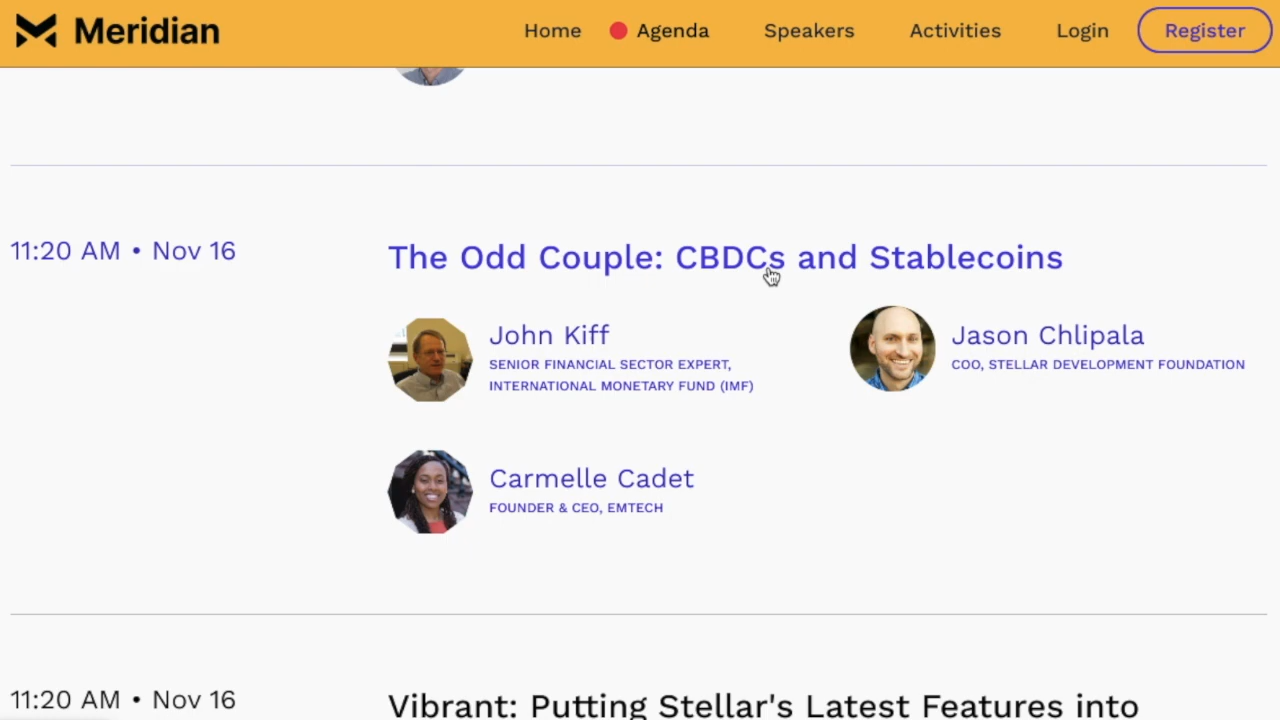 Meridian
Home
Agenda
Speakers
Activities
Login
Register
11:20 AM • Nov 16
The Odd Couple: CBDCs and Stablecoins
John Kiff
SENIOR FINANCIAL SECTOR EXPERT,
INTERNATIONAL MONETARY FUND (IMF)
Jason Chlipala
COO, STELLAR DEVELOPMENT FOUNDATION
Carmelle Cadet
FOUNDER & CEO, EMTECH
11:20 AM • Nov 16
Vibrant: Putting Stellar's Latest Features into